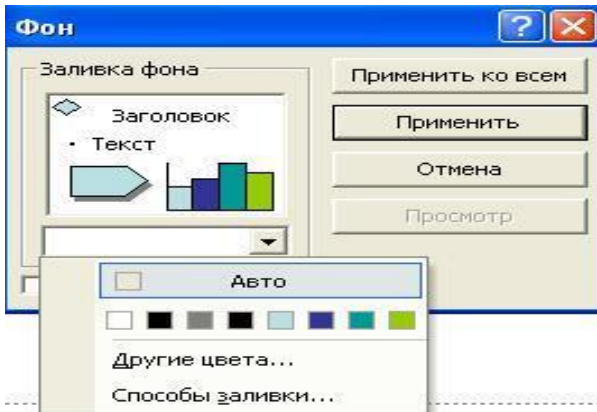 Фон
Заливка фона
Заголовок
• Текст
Применить ко всем
Применить
Отмена
Просмотр
Авто
Другие цвета...
Способы заливки...